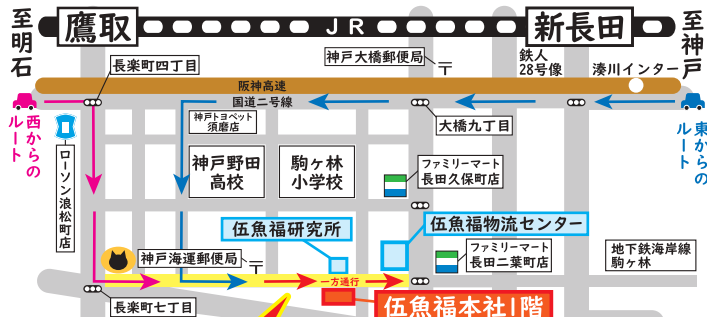 至明石
鷹取
JR
新長田
至神戸
長楽町四丁目
神戸大橋郵便局
〒
鉄人
28号像
湊川インター
阪神高速
国道二号線
西からの
ルート
東からの
ルート
神戸トヨペット
須磨店
大橋九丁目
ローソン浪松町店
神戸野田
高校
駒ヶ林
小学校
ファミリーマート
長田久保町店
伍魚福研究所
伍魚福物流センター
神戸海運郵便局
〒
ファミリーマート
長田二葉町店
地下鉄海岸線
駒ヶ林
一方通行
長楽町七丁目
伍魚福本社1階